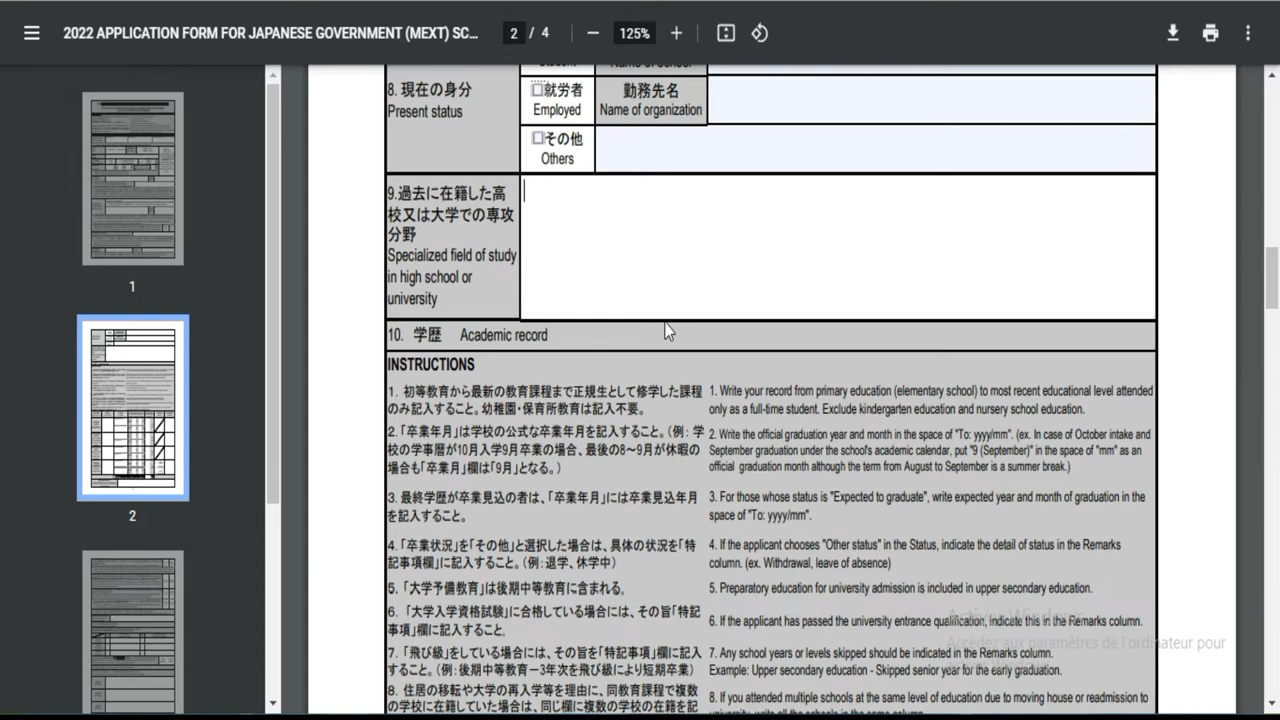 2022 APPLICATION FORM FOR JAPANESE GOVERNMENT (MEXT) SC...
2 / 4
125%
8. 現在の身分
Present status
就労者
Employed
勤務先名
Name of organization
その他
Others
9.過去に在籍した高
校又は大学での専攻
分野
Specialized field of study
in high school or
university
10. 学歴 Academic record
INSTRUCTIONS
1. 初等教育から最新の教育課程まで正規生として修学した課程
のみ記入すること。幼稚園・保育所教育は記入不要。
1. Write your record from primary education (elementary school) to most recent educational level attended
only as a full-time student. Exclude kindergarten education and nursery school education.
2.「卒業年月」は学校の公式な卒業年月を記入すること。（例： 学
校の学事暦が10月入学9月卒業の場合、最後の8～9月が休暇の
場合も「卒業月」欄は「9月」となる。）
2. Write the official graduation year and month in the space of "To: yyyy/mm". (ex. In case of October intake and
September graduation under the school's academic calendar, put "9 (September)" in the space of "mm" as an
official graduation month although the term from August to September is a summer break.)
3. 最終学歴が卒業見込の者は、「卒業年月」には卒業見込年月
を記入すること。
3. For those whose status is "Expected to graduate", write expected year and month of graduation in the
space of "To: yyyy/mm".
4.「卒業状況」を「その他」と選択した場合は、具体の状況を「特
記事項欄」に記入すること。（例：退学、休学中）
4. If the applicant chooses "Other status" in the Status, indicate the detail of status in the Remarks
column. (ex. Withdrawal, leave of absence)
5. 「大学予備教育」は後期中等教育に含まれる。
5. Preparatory education for university admission is included in upper secondary education.
6. 「大学入学資格試験」に合格している場合には、その旨「特記
事項」欄に記入すること。
6. If the applicant has passed the university entrance qualification, indicate this in the Remarks column.
7. 「飛び級」をしている場合には、その旨を「特記事項」欄に記入
すること。（例：後期中等教育－3年次を飛び級により短期卒業）
7. Any school years or levels skipped should be indicated in the Remarks column.
Example: Upper secondary education - Skipped senior year for the early graduation.
8. 住居の移転や大学の再入学等を理由に、同教育課程で複数
の学校に在籍していた場合は、同じ欄に複数の学校の在籍を記
8. If you attended multiple schools at the same level of education due to moving house or readmission to
university, write all the schools in the same column.
Activer Windows
Accédez aux paramètres de l'ordinateur pour
1
2